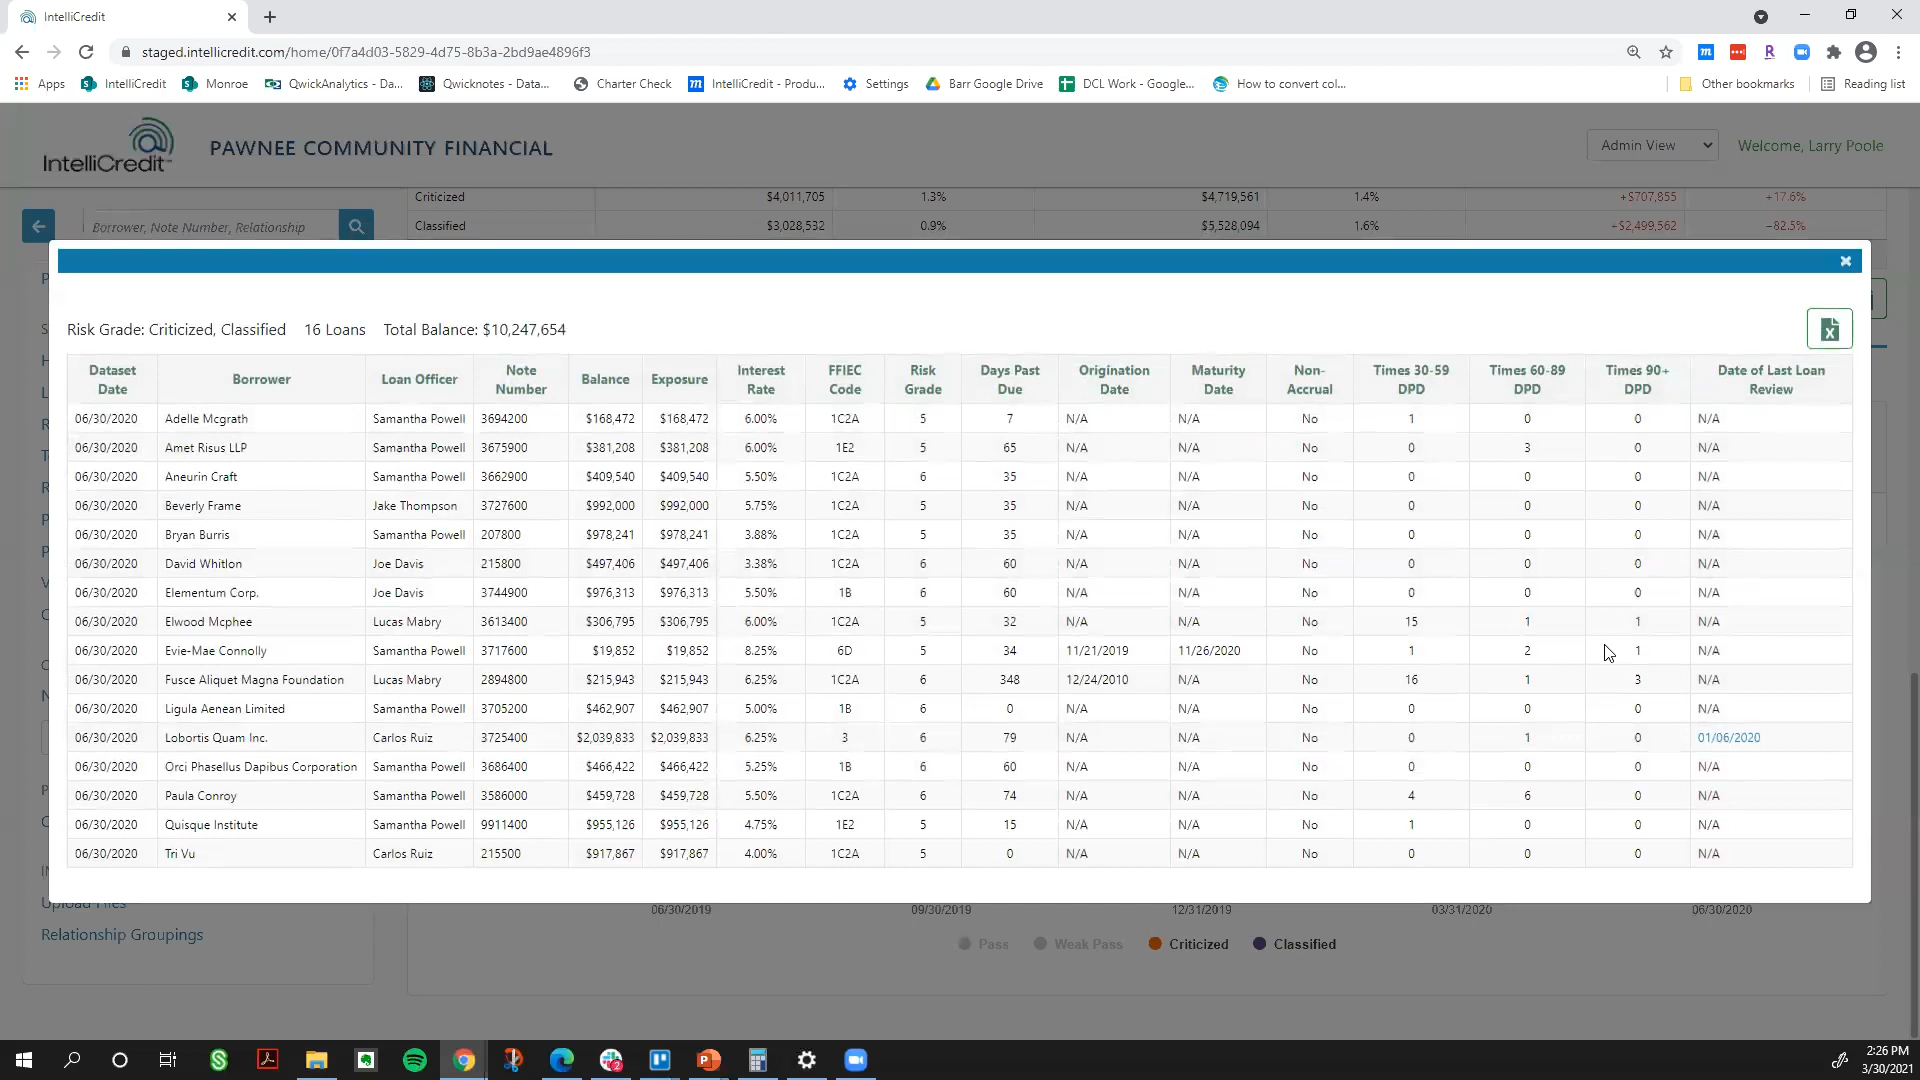 IntelliCredit
staged.intellicredit.com/home/0f7a4d03-5829-4d75-8b3a-2bd9ae4896f3
Apps IntelliCredit Monroe QwickAnalytics - Da... Qwicknotes - Data... Charter Check IntelliCredit - Produ... Settings Barr Google Drive DCL Work - Google... How to convert col... Other bookmarks Reading list
IntelliCredit PAWNEE COMMUNITY FINANCIAL Admin View Welcome, Larry Poole
Criticized $4,011,705 1.3% $4,719,561 1.4% +$707,855 +17.6%
Borrower, Note Number, Relationship Classified $3,028,532 0.9% $5,528,094 1.6% +$2,499,562 −82.5%
Risk Grade: Criticized, Classified 16 Loans Total Balance: $10,247,654
Dataset Date Borrower Loan Officer Note Number Balance Exposure Interest Rate FFIEC Code Risk Grade Days Past Due Origination Date Maturity Date Non-Accrual Times 30-59 DPD Times 60-89 DPD Times 90+ DPD Date of Last Loan Review
06/30/2020 Adelle Mcgrath Samantha Powell 3694200 $168,472 $168,472 6.00% 1C2A 5 7 N/A N/A No 1 0 0 N/A
06/30/2020 Amet Risus LLP Samantha Powell 3675900 $381,208 $381,208 6.00% 1E2 5 65 N/A N/A No 0 3 0 N/A
06/30/2020 Aneurin Craft Samantha Powell 3662900 $409,540 $409,540 5.50% 1C2A 6 35 N/A N/A No 0 0 0 N/A
06/30/2020 Beverly Frame Jake Thompson 3727600 $992,000 $992,000 5.75% 1C2A 5 35 N/A N/A No 0 0 0 N/A
06/30/2020 Bryan Burris Samantha Powell 207800 $978,241 $978,241 3.88% 1C2A 5 35 N/A N/A No 0 0 0 N/A
06/30/2020 David Whitlon Joe Davis 215800 $497,406 $497,406 3.38% 1C2A 6 60 N/A N/A No 0 0 0 N/A
06/30/2020 Elementum Corp. Joe Davis 3744900 $976,313 $976,313 5.50% 1B 6 60 N/A N/A No 0 0 0 N/A
06/30/2020 Elwood Mcphee Lucas Mabry 3613400 $306,795 $306,795 6.00% 1C2A 5 32 N/A N/A No 15 1 1 N/A
06/30/2020 Evie-Mae Connolly Samantha Powell 3717600 $19,852 $19,852 8.25% 6D 5 34 11/21/2019 11/26/2020 No 1 2 1 N/A
06/30/2020 Fusce Aliquet Magna Foundation Lucas Mabry 2894800 $215,943 $215,943 6.25% 1C2A 6 348 12/24/2010 N/A No 16 1 3 N/A
06/30/2020 Ligula Aenean Limited Samantha Powell 3705200 $462,907 $462,907 5.00% 1B 6 0 N/A N/A No 0 0 0 N/A
06/30/2020 Lobortis Quam Inc. Carlos Ruiz 3725400 $2,039,833 $2,039,833 6.25% 3 6 79 N/A N/A No 0 1 0 01/06/2020
06/30/2020 Orci Phasellus Dapibus Corporation Samantha Powell 3686400 $466,422 $466,422 5.25% 1B 6 60 N/A N/A No 0 0 0 N/A
06/30/2020 Paula Conroy Samantha Powell 3586000 $459,728 $459,728 5.50% 1C2A 6 74 N/A N/A No 4 6 0 N/A
06/30/2020 Quisque Institute Samantha Powell 9911400 $955,126 $955,126 4.75% 1E2 5 15 N/A N/A No 1 0 0 N/A
06/30/2020 Tri Vu Carlos Ruiz 215500 $917,867 $917,867 4.00% 1C2A 5 0 N/A N/A No 0 0 0 N/A
Upload Files 06/30/2019 09/30/2019 12/31/2019 03/31/2020 06/30/2020
Relationship Groupings
Pass Weak Pass Criticized Classified
2:26 PM
3/30/2021